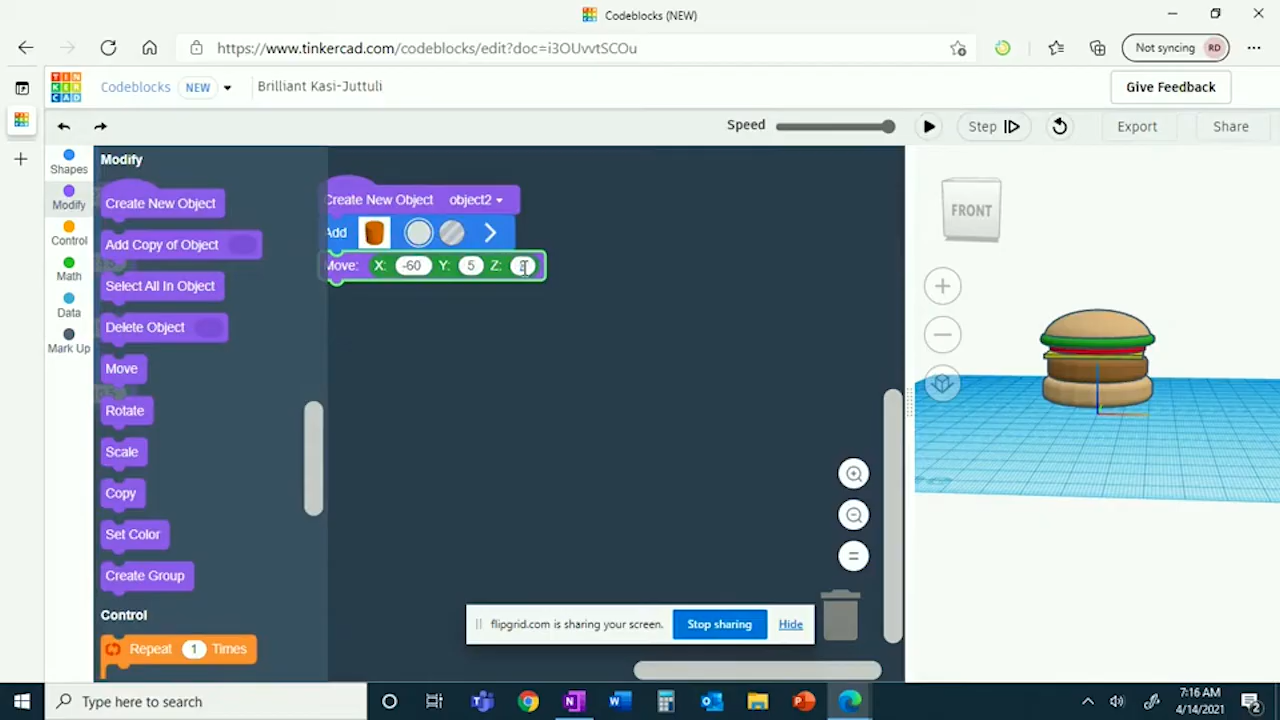 Codeblocks (NEW)
https://www.tinkercad.com/codeblocks/edit?doc=i3OUvvtSCOu
Not syncing RD
TIN
KER
CAD
Codeblocks NEW
Brilliant Kasi-Juttuli
Give Feedback
Speed
Step
Export
Share
Shapes
Modify
Control
Math
Data
Mark Up
Modify
Create New Object
Add Copy of Object
Select All In Object
Delete Object
Move
Rotate
Scale
Copy
Set Color
Create Group
Control
Repeat 1 Times
Create New Object object2
Add
Move: X: -60 Y: 5 Z:
FRONT
flipgrid.com is sharing your screen. Stop sharing Hide
Type here to search
7:16 AM
4/14/2021
2